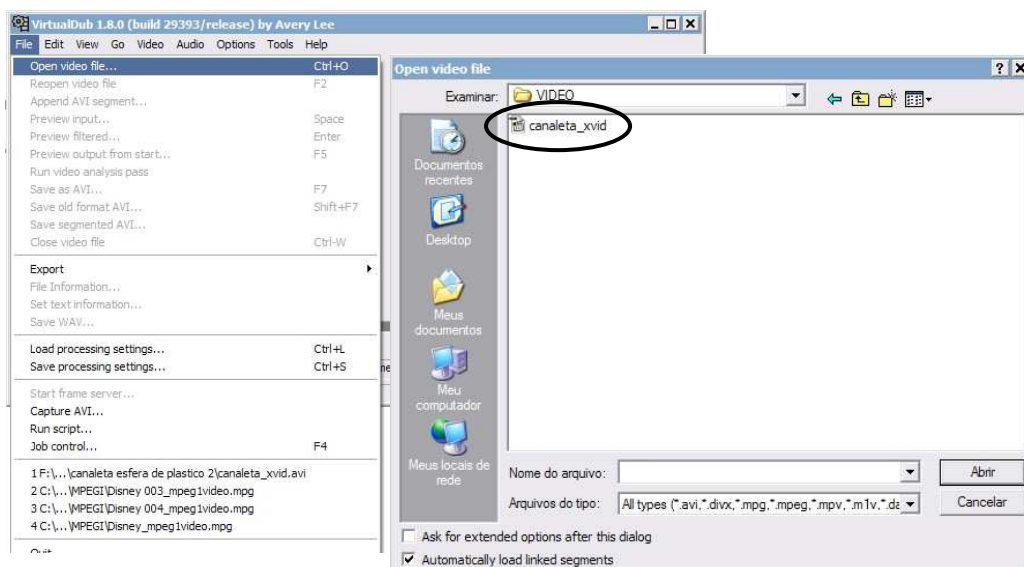 VirtualDub 1.8.0 (build 29393/release) by Avery Lee
File Edit View Go Video Audio Options Tools Help
Open video file... Ctrl+O
Reopen video file F2
Append AVI segment...
Preview input... Space
Preview filtered... Enter
Preview output from start... F5
Run video analysis pass
Save as AVI... F7
Save old format AVI... Shift+F7
Save segmented AVI...
Close video file Ctrl-W
Export
File Information...
Set text information...
Save WAV...
Load processing settings... Ctrl+L
Save processing settings... Ctrl+S
Start frame server...
Capture AVI...
Run script...
Job control... F4
1 F:\...\canaleta esfera de plastico 2\canaleta_xvid.avi
2 C:\...\MPEGI\Disney 003_mpeg1video.mpg
3 C:\...\MPEGI\Disney 004_mpeg1video.mpg
4 C:\...\MPEGI\Disney_mpeg1video.mpg
Quit
Open video file
Examinar: VIDEO
canaleta_xvid
Documentos
recentes
Desktop
Meus
documentos
Meu
computador
Meus locais de
rede
Nome do arquivo: Abrir
Arquivos do tipo: All types (*.avi,*.divx,*.mpg,*.mpeg,*.mpv,*.m1v,*.da Cancelar
Ask for extended options after this dialog
Automatically load linked segments